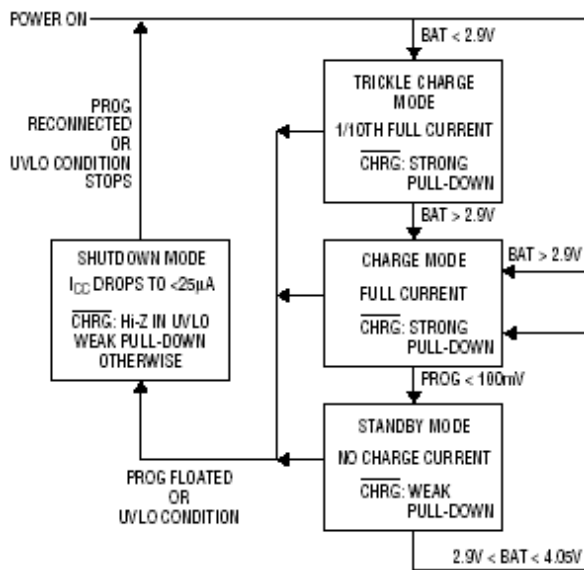 POWER ON
BAT < 2.9V
TRICKLE CHARGE
MODE
1/10TH FULL CURRENT
CHRG: STRONG
PULL-DOWN
PROG
RECONNECTED
OR
UVLO CONDITION
STOPS
BAT > 2.9V
SHUTDOWN MODE
ICC DROPS TO <25µA
CHRG: Hi-Z IN UVLO
WEAK PULL-DOWN
OTHERWISE
CHARGE MODE
FULL CURRENT
CHRG: STRONG
PULL-DOWN
BAT > 2.9V
PROG < 100mV
STANDBY MODE
NO CHARGE CURRENT
CHRG: WEAK
PULL-DOWN
PROG FLOATED
OR
UVLO CONDITION
2.9V < BAT < 4.05V